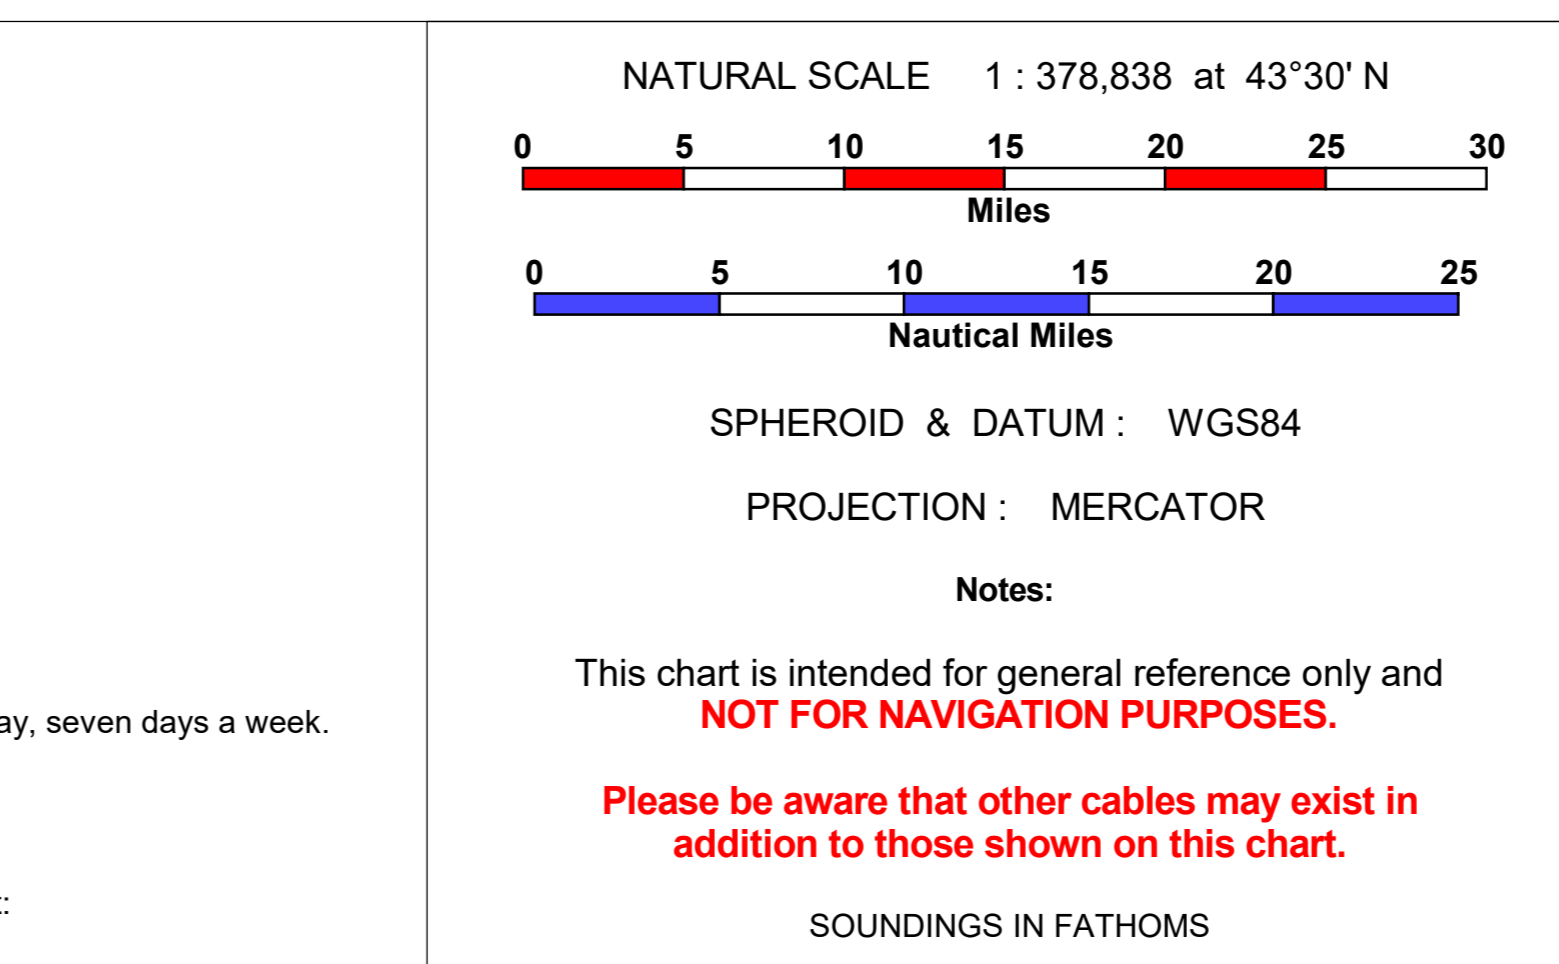 NATURAL SCALE 1 : 378,838 at 43°30' N
0 5 10 15 20 25 30
Miles
0 5 10 15 20 25
Nautical Miles
SPHEROID & DATUM : WGS84
PROJECTION : MERCATOR
Notes:
This chart is intended for general reference only and
NOT FOR NAVIGATION PURPOSES.
seven days a week.
Please be aware that other cables may exist in
addition to those shown on this chart.
SOUNDINGS IN FATHOMS